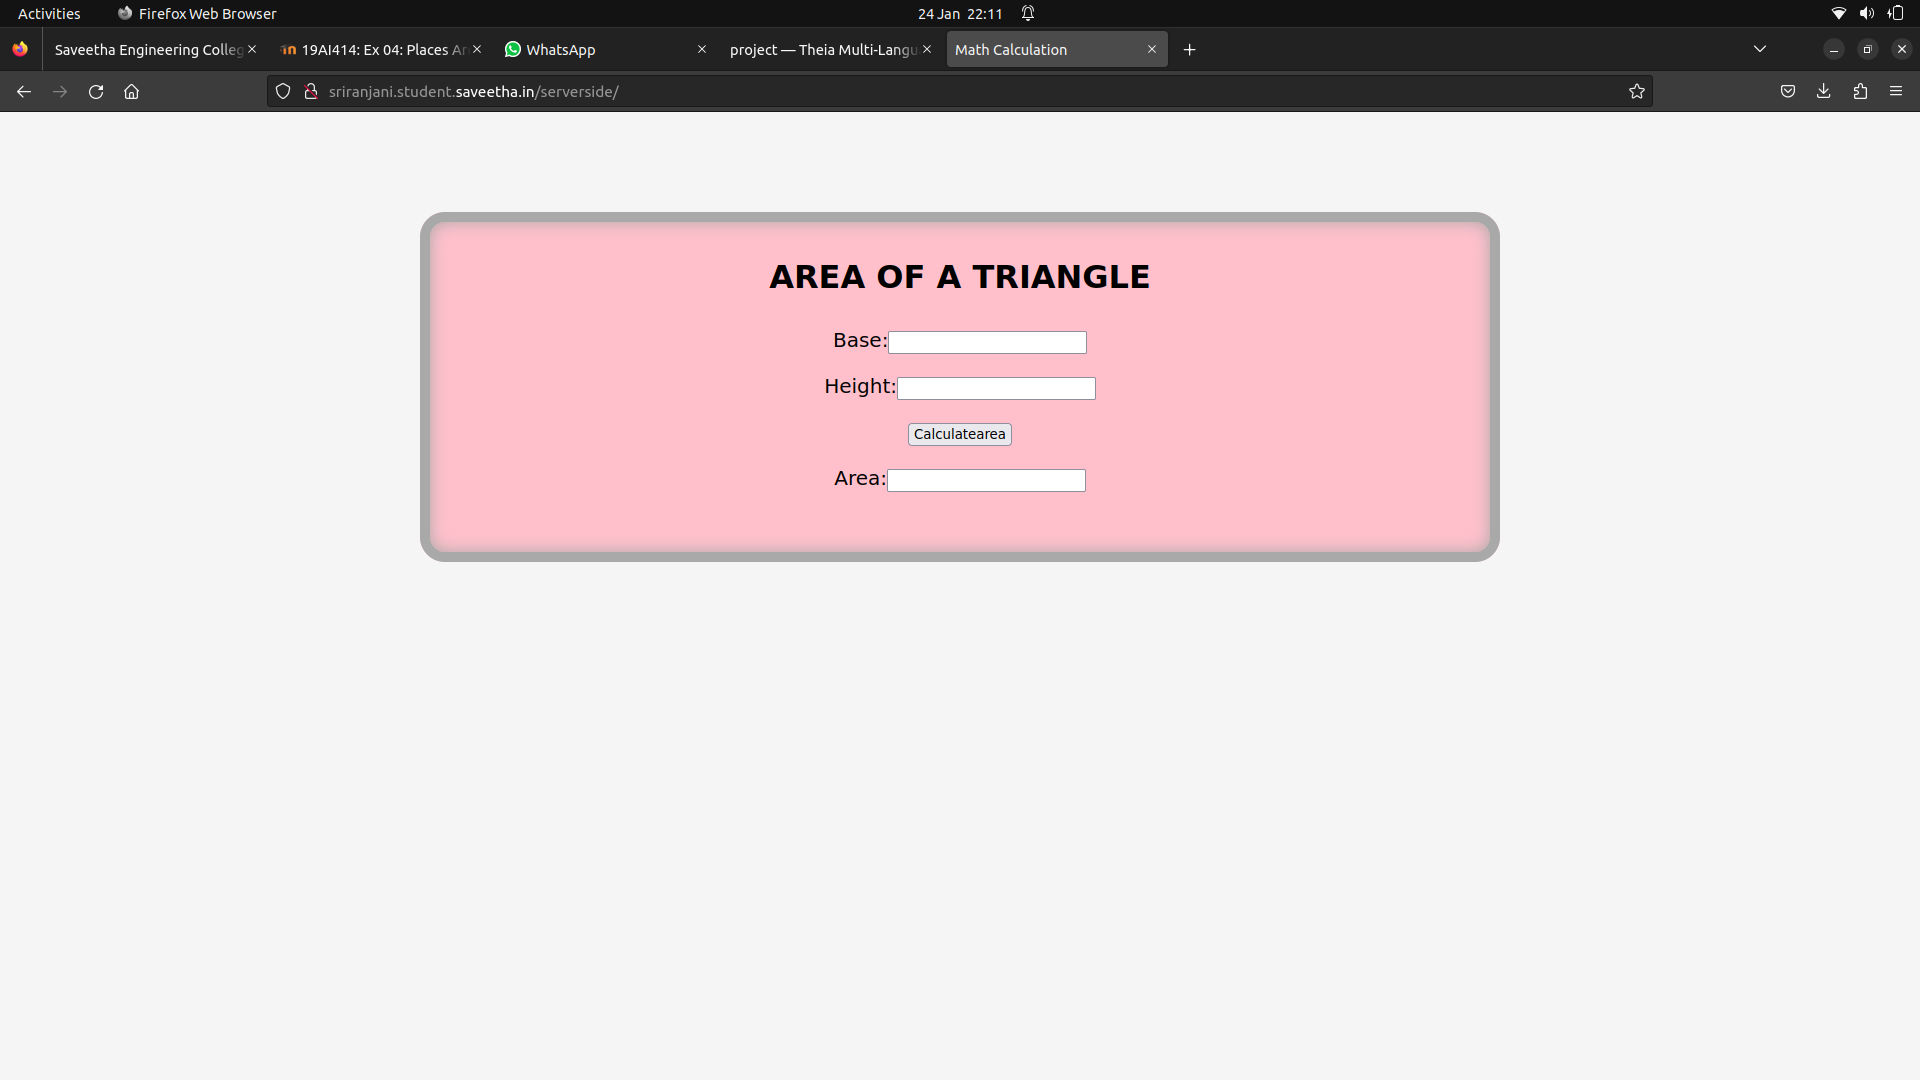 Activities Firefox Web Browser 24 Jan 22:11
Saveetha Engineering Colleg 19AI414: Ex 04: Places Ar WhatsApp project — Theia Multi-Langu Math Calculation
sriranjani.student.saveetha.in/serverside/
AREA OF A TRIANGLE
Base:
Height:
Calculatearea
Area: